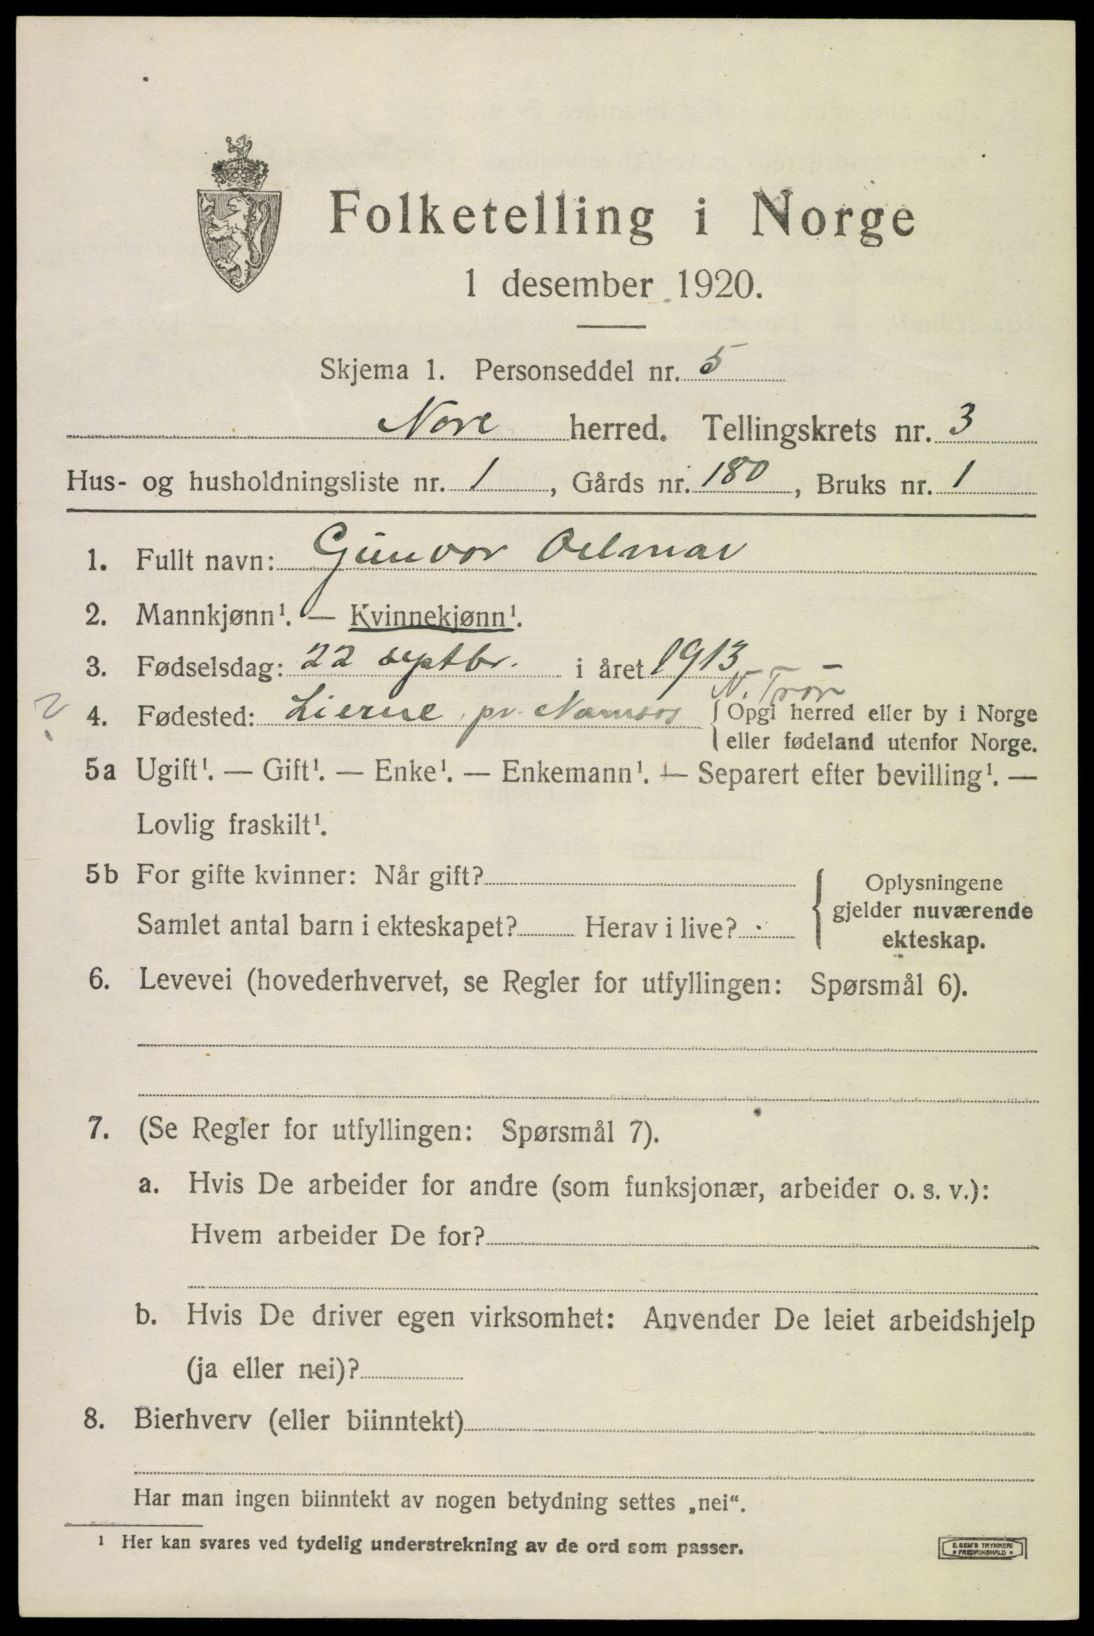 Folketelling i Norge
1 desember 1920.
Skjema 1. Personseddel nr. 5
Nore herred. Tellingskrets nr. 3
Hus- og husholdningsliste nr. 1, Gårds nr. 180, Bruks nr. 1
1. Fullt navn: Gunvor Oelmar
2. Mannkjønn¹. — Kvinnekjønn¹.
3. Fødselsdag: 22 septbr. i året 1913
N. Trön
? 4. Fødested: Lierne pr. Namsos { Opgi herred eller by i Norge
eller fødeland utenfor Norge.
5a Ugift¹. — Gift¹. — Enke¹. — Enkemann¹. — Separert efter bevilling¹. —
Lovlig fraskilt¹.
5b For gifte kvinner: Når gift?
Samlet antal barn i ekteskapet? Herav i live?
{ Oplysningene
gjelder nuværende
ekteskap.
6. Levevei (hovederhvervet, se Regler for utfyllingen: Spørsmål 6).
7. (Se Regler for utfyllingen: Spørsmål 7).
a. Hvis De arbeider for andre (som funksjonær, arbeider o. s. v.):
Hvem arbeider De for?
b. Hvis De driver egen virksomhet: Anvender De leiet arbeidshjelp
(ja eller nei)?
8. Bierhverv (eller biinntekt)
Har man ingen biinntekt av nogen betydning settes „nei“.
¹ Her kan svares ved tydelig understrekning av de ord som passer.
E SEM'S TRYKKERI
FREDRIKSHALD